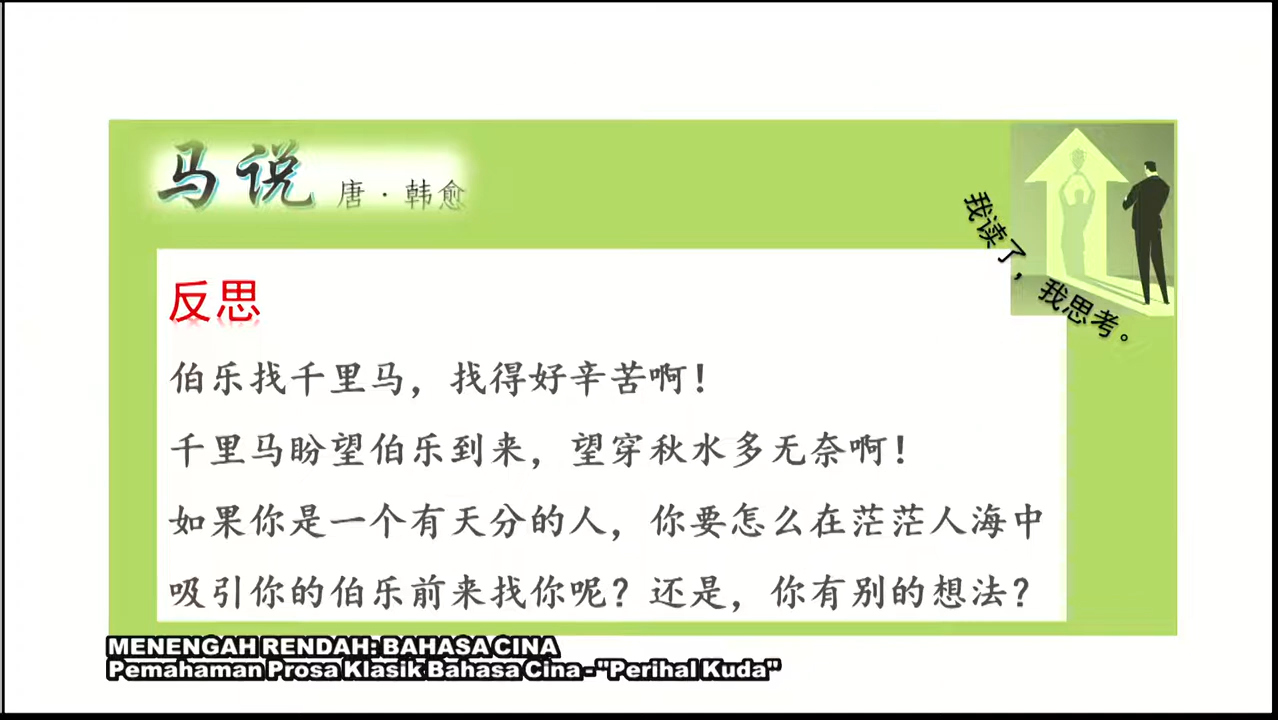 马说 唐·韩愈
我读了，我思考。
反思
伯乐找千里马，找得好辛苦啊！
千里马盼望伯乐到来，望穿秋水多无奈啊！
如果你是一个有天分的人，你要怎么在茫茫人海中
吸引你的伯乐前来找你呢？还是，你有别的想法？
MENENGAH RENDAH: BAHASA CINA
Pemahaman Prosa Klasik Bahasa Cina - "Perihal Kuda"